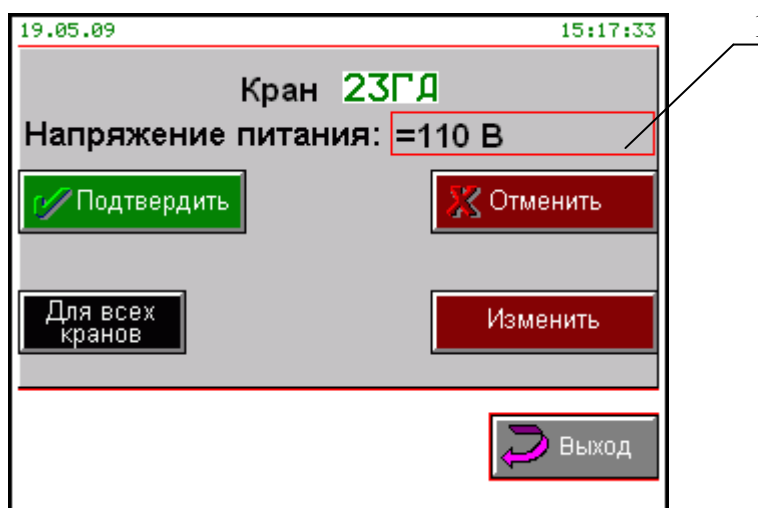 19.05.09 15:17:33
Кран 23ГД
Напряжение питания: =110 В
Подтвердить Отменить
Для всех
кранов
Изменить
Выход